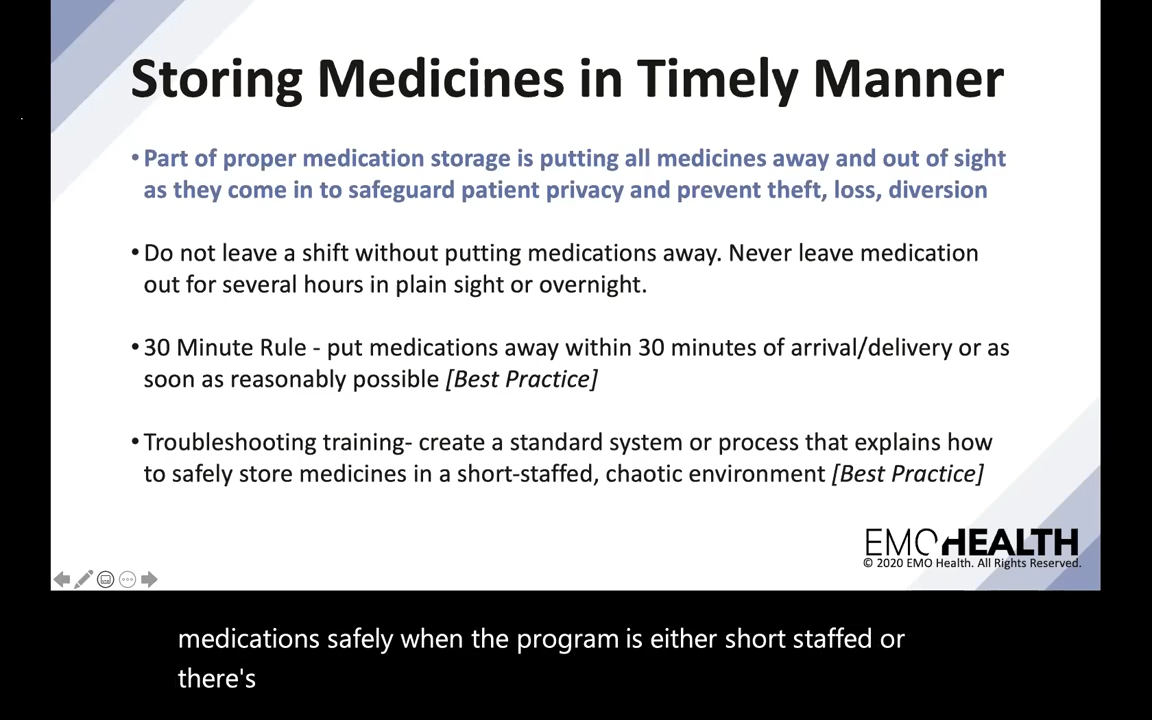 Storing Medicines in Timely Manner
• Part of proper medication storage is putting all medicines away and out of sight
as they come in to safeguard patient privacy and prevent theft, loss, diversion
• Do not leave a shift without putting medications away. Never leave medication
out for several hours in plain sight or overnight.
• 30 Minute Rule - put medications away within 30 minutes of arrival/delivery or as
soon as reasonably possible [Best Practice]
• Troubleshooting training- create a standard system or process that explains how
to safely store medicines in a short-staffed, chaotic environment [Best Practice]
EMO HEALTH
© 2020 EMO Health. All Rights Reserved.
medications safely when the program is either short staffed or
there's